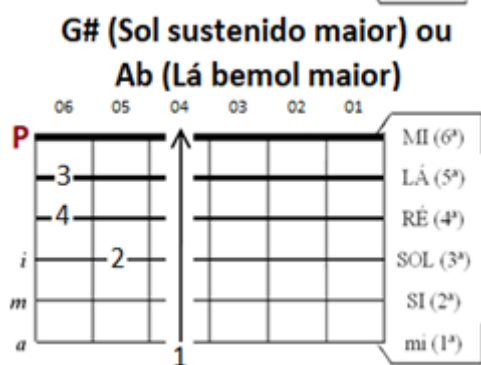 G# (Sol sustenido maior) ou
Ab (Lá bemol maior)
06 05 04 03 02 01
P MI (6ª)
3 LÁ (5ª)
4 RÉ (4ª)
i 2 SOL (3ª)
m SI (2ª)
a 1 mi (1ª)